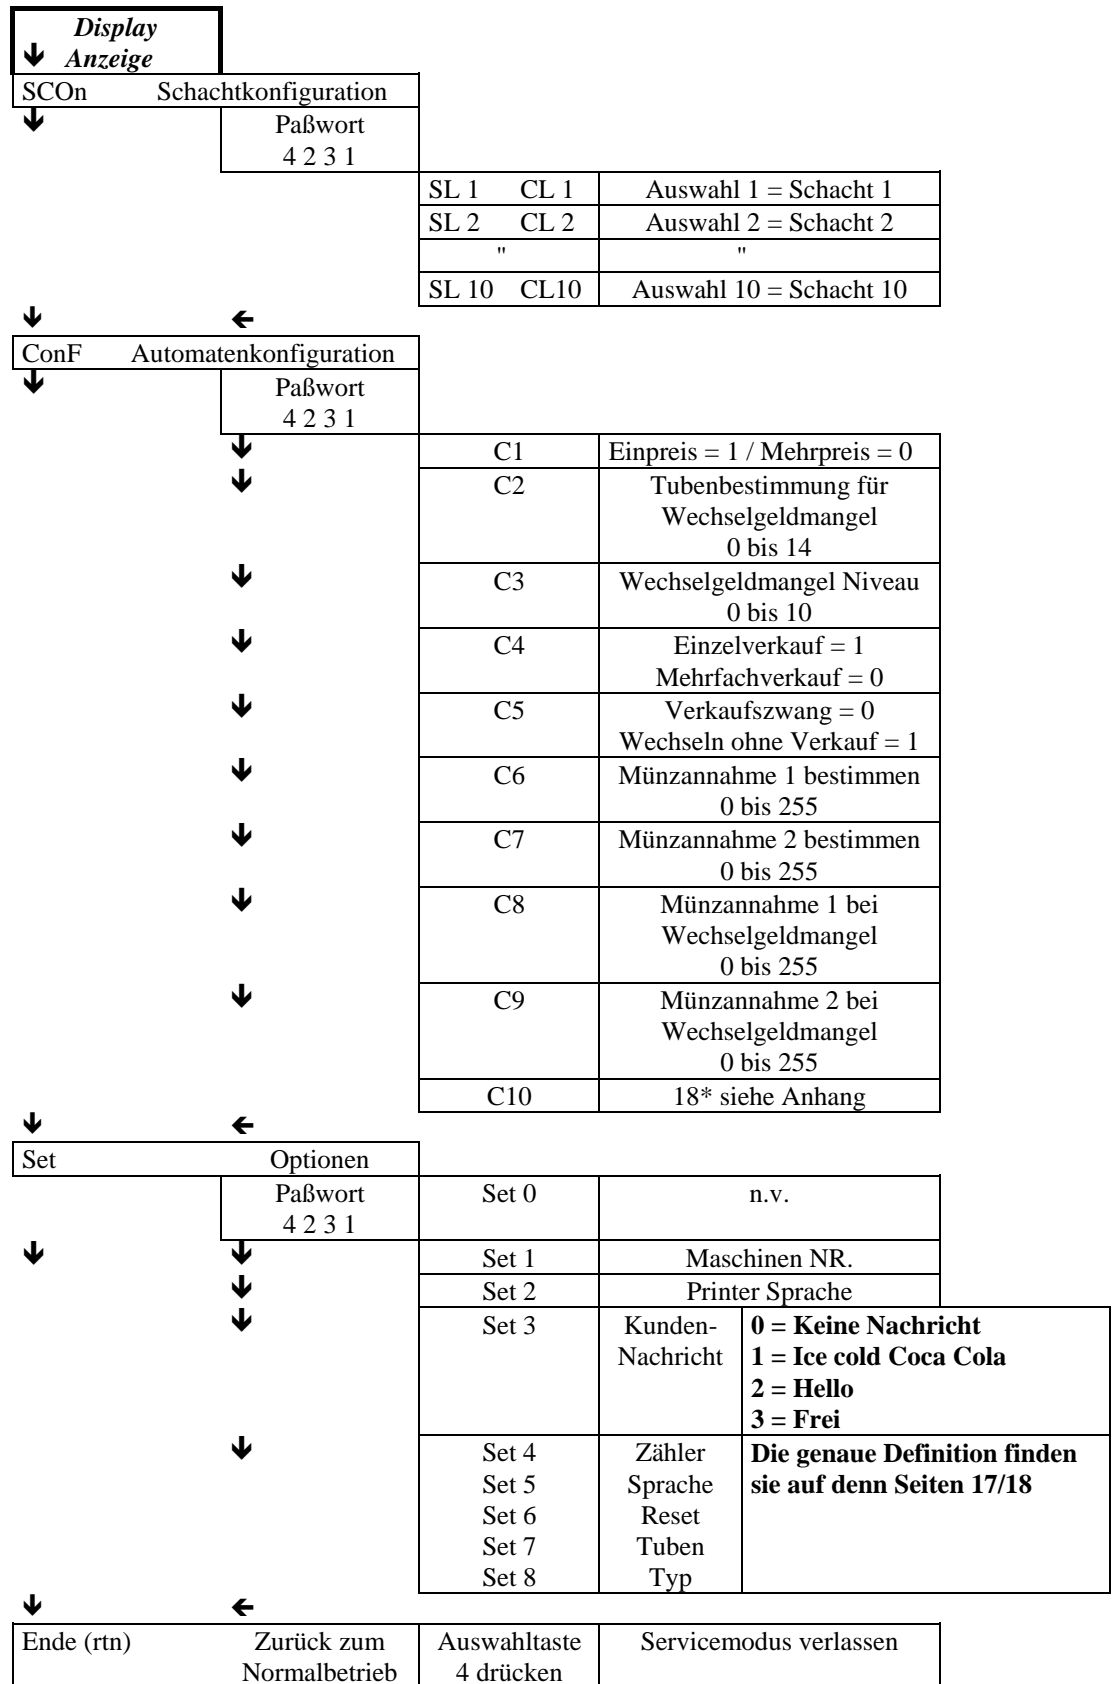 Display
Anzeige
SCOn Schachtkonfiguration
Paßwort
4 2 3 1
SL 1 CL 1 Auswahl 1 = Schacht 1
SL 2 CL 2 Auswahl 2 = Schacht 2
" "
SL 10 CL10 Auswahl 10 = Schacht 10
ConF Automatenkonfiguration
Paßwort
4 2 3 1
C1 Einpreis = 1 / Mehrpreis = 0
C2 Tubenbestimmung für
Wechselgeldmangel
0 bis 14
C3 Wechselgeldmangel Niveau
0 bis 10
C4 Einzelverkauf = 1
Mehrfachverkauf = 0
C5 Verkaufszwang = 0
Wechseln ohne Verkauf = 1
C6 Münzannahme 1 bestimmen
0 bis 255
C7 Münzannahme 2 bestimmen
0 bis 255
C8 Münzannahme 1 bei
Wechselgeldmangel
0 bis 255
C9 Münzannahme 2 bei
Wechselgeldmangel
0 bis 255
C10 18* siehe Anhang
Set Optionen
Paßwort Set 0 n.v.
4 2 3 1
Set 1 Maschinen NR.
Set 2 Printer Sprache
Set 3 Kunden- 0 = Keine Nachricht
Nachricht 1 = Ice cold Coca Cola
2 = Hello
3 = Frei
Set 4 Zähler Die genaue Definition finden
Set 5 Sprache sie auf denn Seiten 17/18
Set 6 Reset
Set 7 Tuben
Set 8 Typ
Ende (rtn) Zurück zum Auswahltaste Servicemodus verlassen
Normalbetrieb 4 drücken